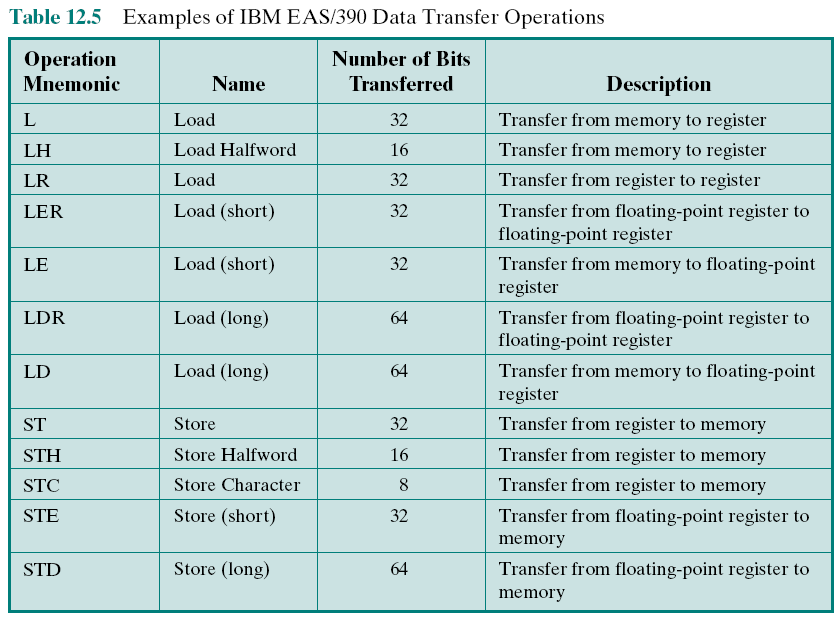 Table 12.5 Examples of IBM EAS/390 Data Transfer Operations
Operation Mnemonic Name Number of Bits Transferred Description
L Load 32 Transfer from memory to register
LH Load Halfword 16 Transfer from memory to register
LR Load 32 Transfer from register to register
LER Load (short) 32 Transfer from floating-point register to
floating-point register
LE Load (short) 32 Transfer from memory to floating-point
register
LDR Load (long) 64 Transfer from floating-point register to
floating-point register
LD Load (long) 64 Transfer from memory to floating-point
register
ST Store 32 Transfer from register to memory
STH Store Halfword 16 Transfer from register to memory
STC Store Character 8 Transfer from register to memory
STE Store (short) 32 Transfer from floating-point register to
memory
STD Store (long) 64 Transfer from floating-point register to
memory